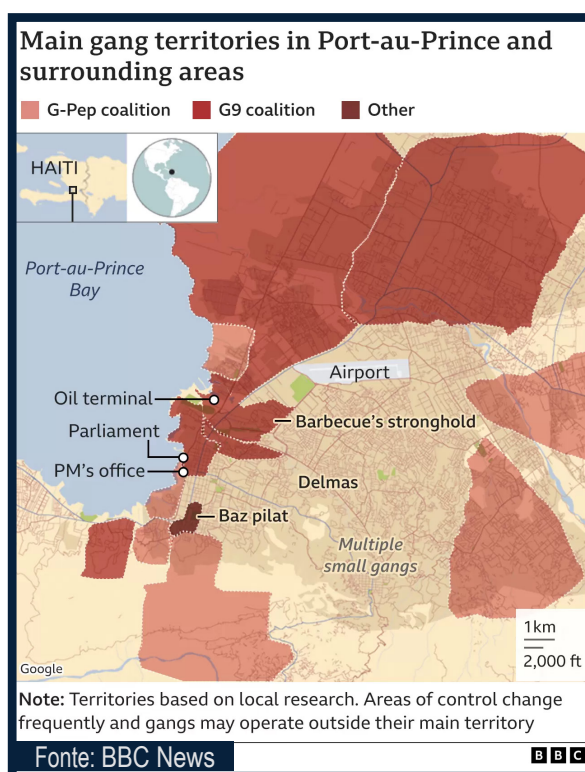 Main gang territories in Port-au-Prince and
surrounding areas
G-Pep coalition
G9 coalition
Other
HAITI
Port-au-Prince
Bay
Airport
Oil terminal
Barbecue's stronghold
Parliament
PM's office
Delmas
Baz pilat
Multiple
small gangs
1km
2,000 ft
Google
Note: Territories based on local research. Areas of control change
frequently and gangs may operate outside their main territory
Fonte: BBC News
BBC